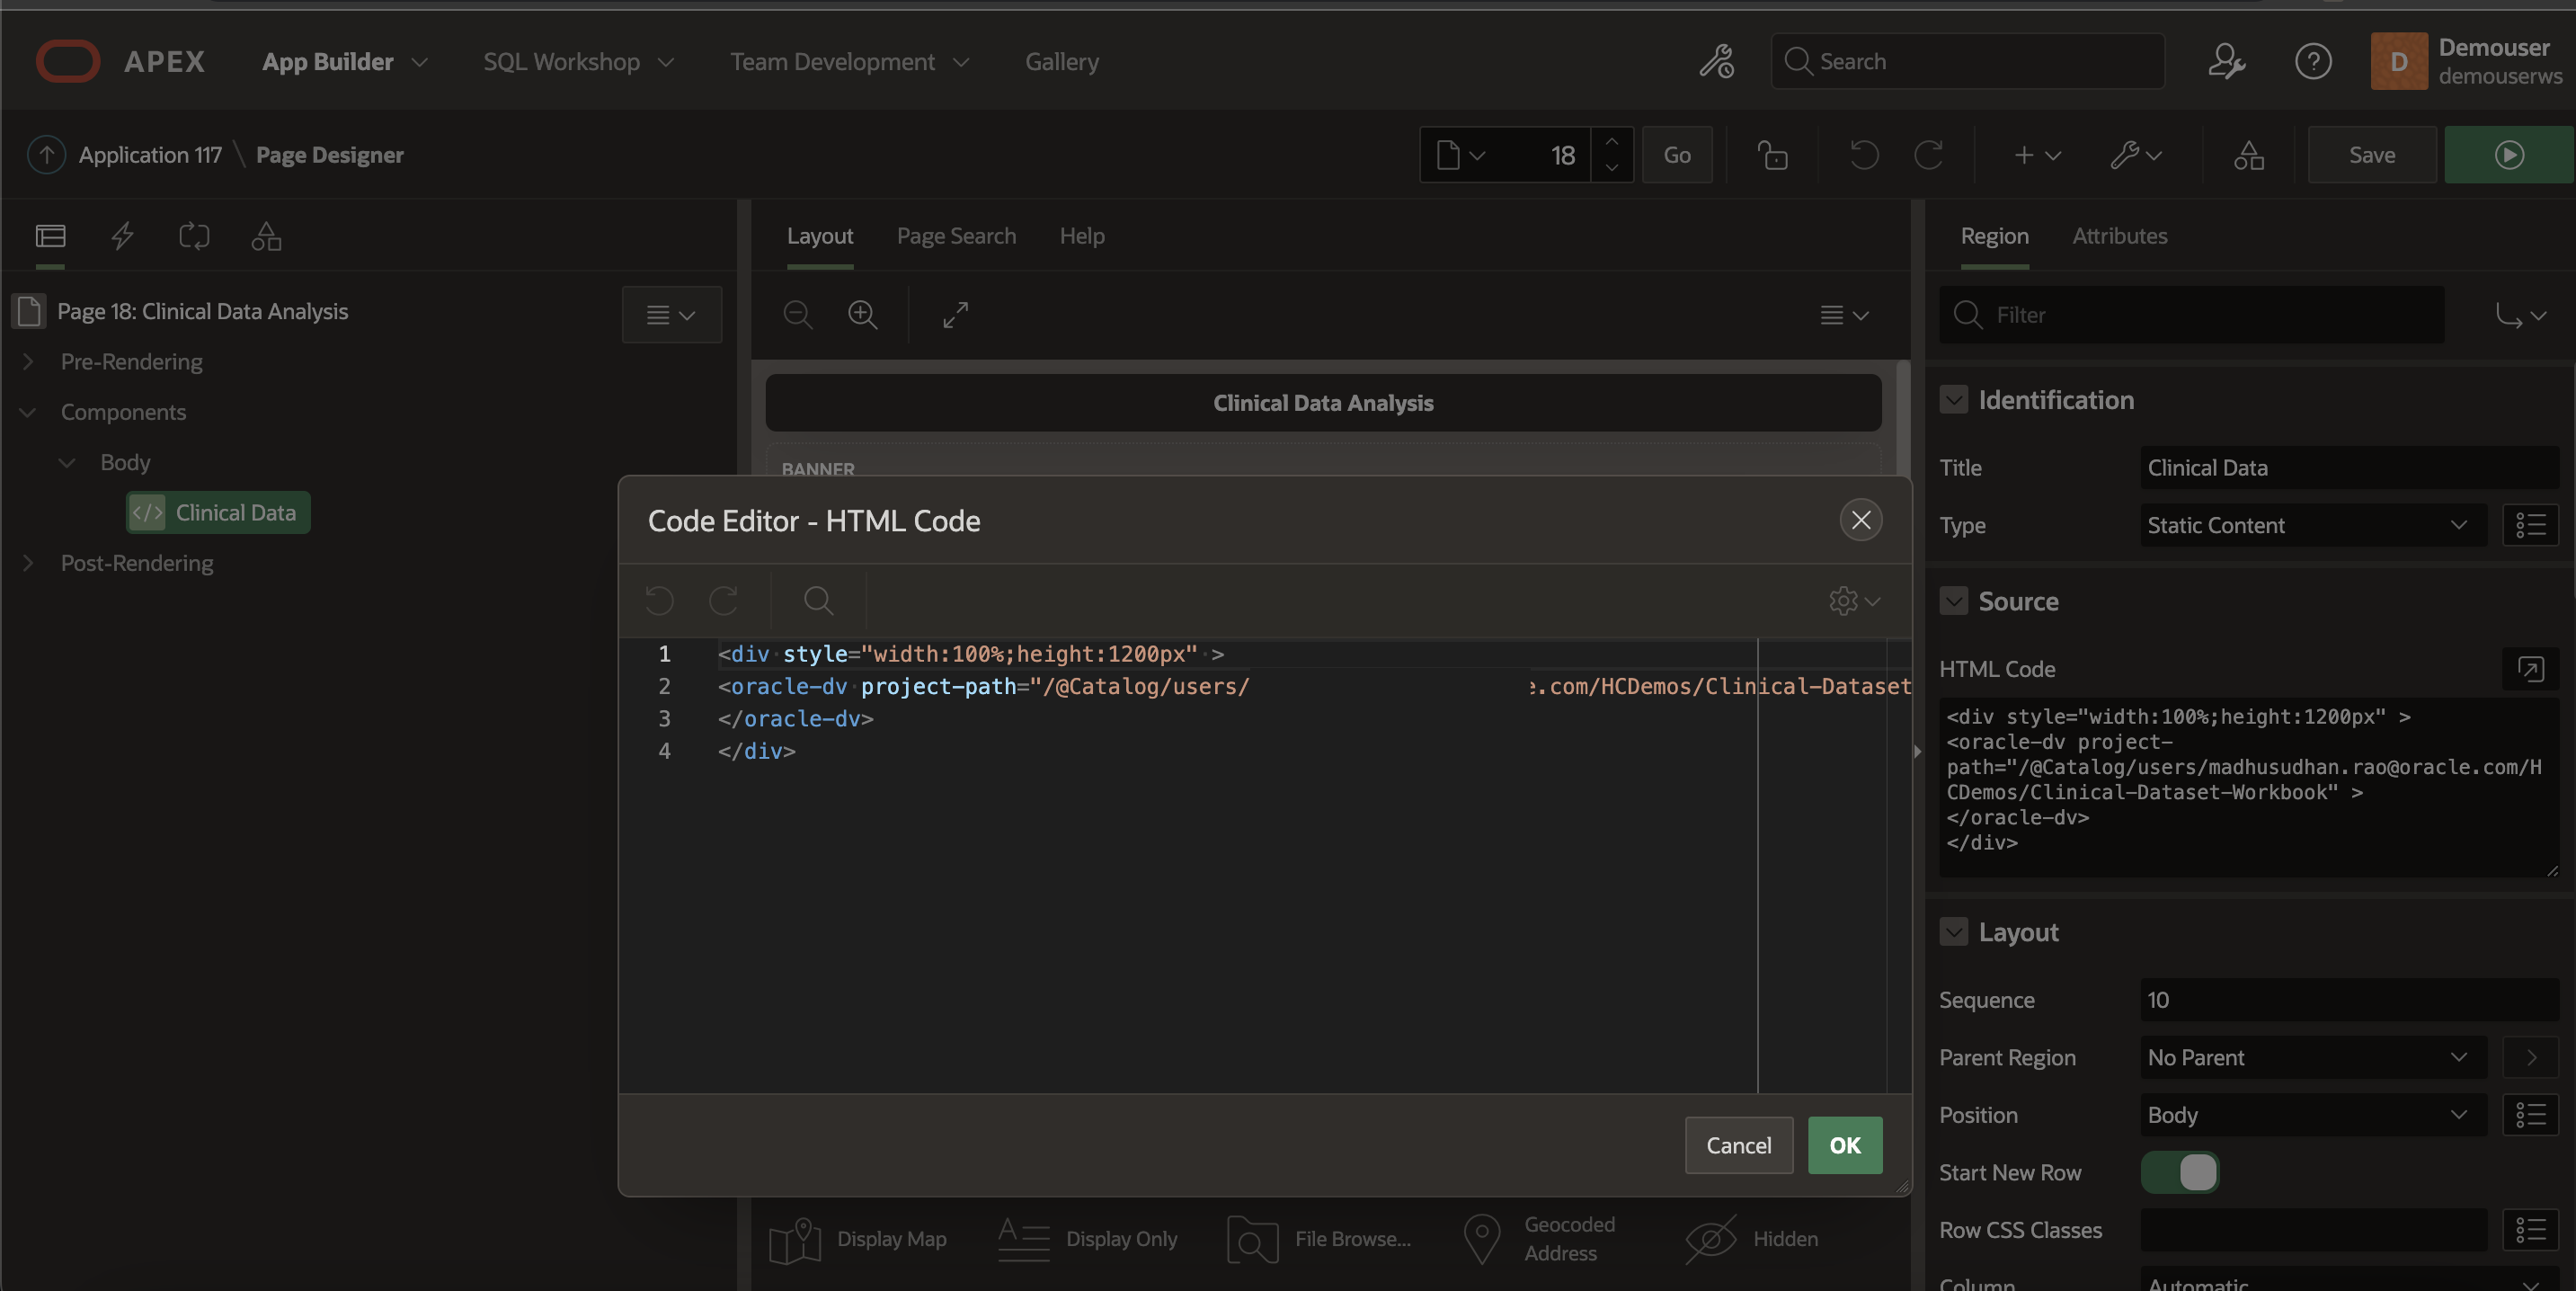 APEX
App Builder
SQL Workshop
Team Development
Gallery
Search
D
Demouser
demouserws
Application 117 \ Page Designer
18
Go
Save
Layout
Page Search
Help
Region
Attributes
Page 18: Clinical Data Analysis
Pre-Rendering
Components
Body
</> Clinical Data
Post-Rendering
Clinical Data Analysis
BANNER
Code Editor - HTML Code
1 <div style="width:100%;height:1200px" >
2 <oracle-dv project-path="/@Catalog/users/ e.com/HCDemos/Clinical-Dataset
3 </oracle-dv>
4 </div>
Cancel
OK
Display Map
Display Only
File Browse...
Geocoded
Address
Hidden
Filter
Identification
Title
Clinical Data
Type
Static Content
Source
HTML Code
<div style="width:100%;height:1200px" >
<oracle-dv project-
path="/@Catalog/users/madhusudhan.rao@oracle.com/H
CDemos/Clinical-Dataset-Workbook" >
</oracle-dv>
</div>
Layout
Sequence
10
Parent Region
No Parent
Position
Body
Start New Row
Row CSS Classes
Column
Automatic